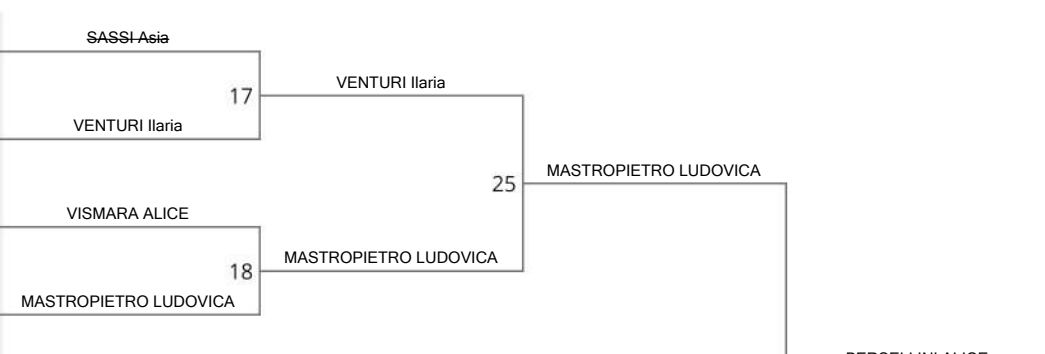 SASSI Asia
VENTURI Ilaria
17
VENTURI Ilaria
MASTROPIETRO LUDOVICA
25
VISMARA ALICE
MASTROPIETRO LUDOVICA
18
MASTROPIETRO LUDOVICA